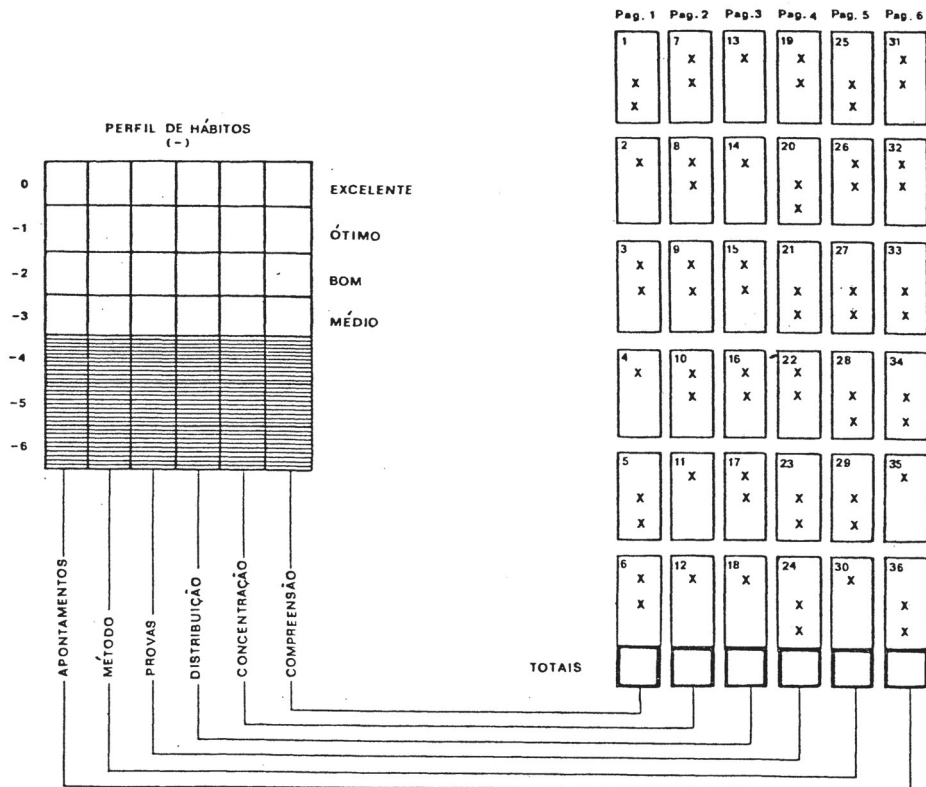 Pag. 1 Pag. 2 Pag. 3 Pag. 4 Pag. 5 Pag. 6
1 7 13 19 25 31
X X X X
X X X X X
X X
PERFIL DE HÁBITOS
(-)
2 8 14 20 26 32
X X X X X
X X X X
X
0 EXCELENTE
-1 ÓTIMO
3 9 15 21 27 33
X X X
X X X X X X
X X X
-2 BOM
-3 MÉDIO
4 10 16 22 28 34
X X X X
X X X X X
X X
-4
-5
-6
5 11 17 23 29 35
X X X
X X X X X
X X X
6 12 18 24 30 36
X X X X
X X X
X X
APONTAMENTOS
MÉTODO
PROVAS
DISTRIBUIÇÃO
CONCENTRAÇÃO
COMPREENSÃO
TOTAIS